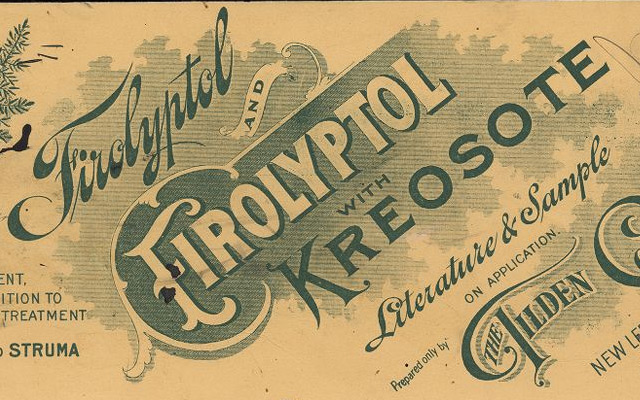 Firolyptol
AND
FIROLYPTOL
WITH
KREOSOTE
Literature & Sample
ON APPLICATION.
Prepared only by
THE TILDEN
NEW
ENT,
ITION TO
TREATMENT
STRUMA